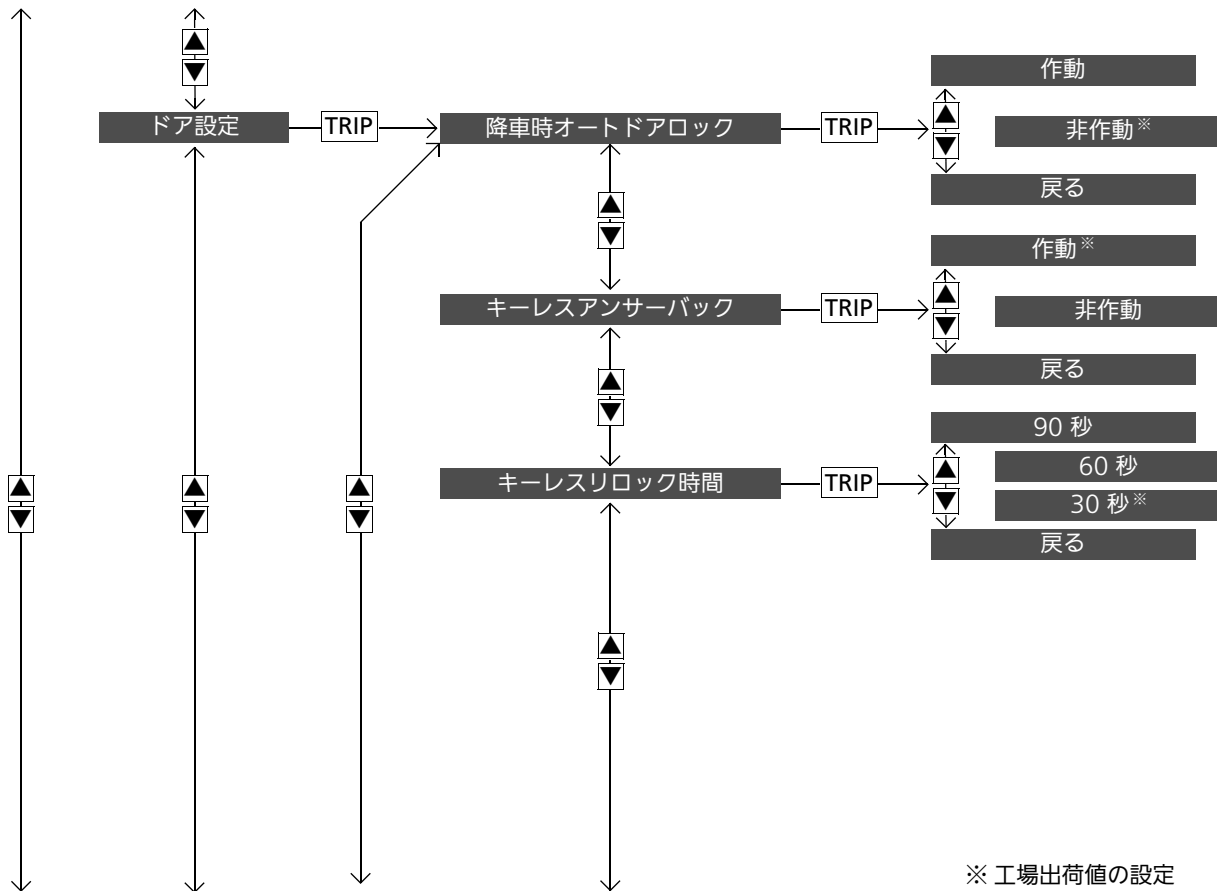 作動
ドア設定
TRIP
降車時オートドアロック
TRIP
非作動※
戻る
作動※
キーレスアンサーバック
TRIP
非作動
戻る
90 秒
60 秒
キーレスリロック時間
TRIP
30 秒※
戻る
※ 工場出荷値の設定